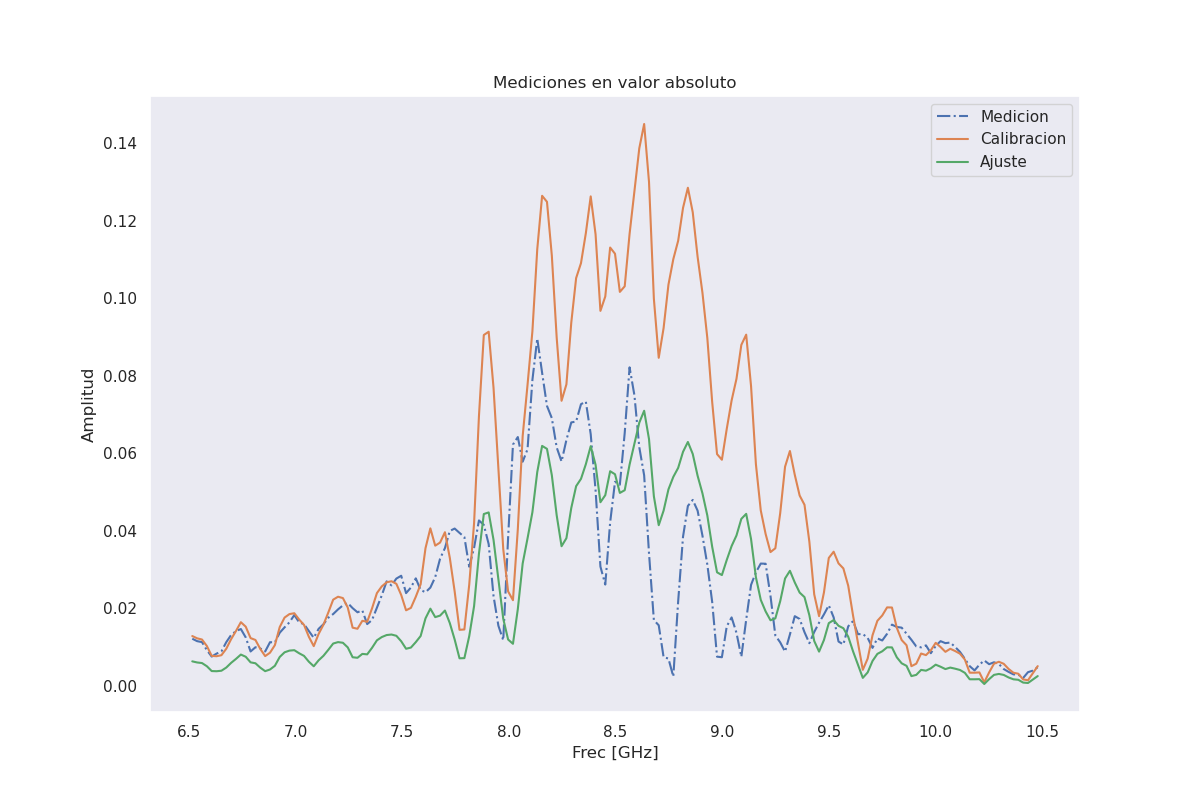 Mediciones en valor absoluto
Medicion
Calibracion
Ajuste
0.14
0.12
0.10
0.08
0.06
0.04
0.02
0.00
Amplitud
6.5 7.0 7.5 8.0 8.5 9.0 9.5 10.0 10.5
Frec [GHz]